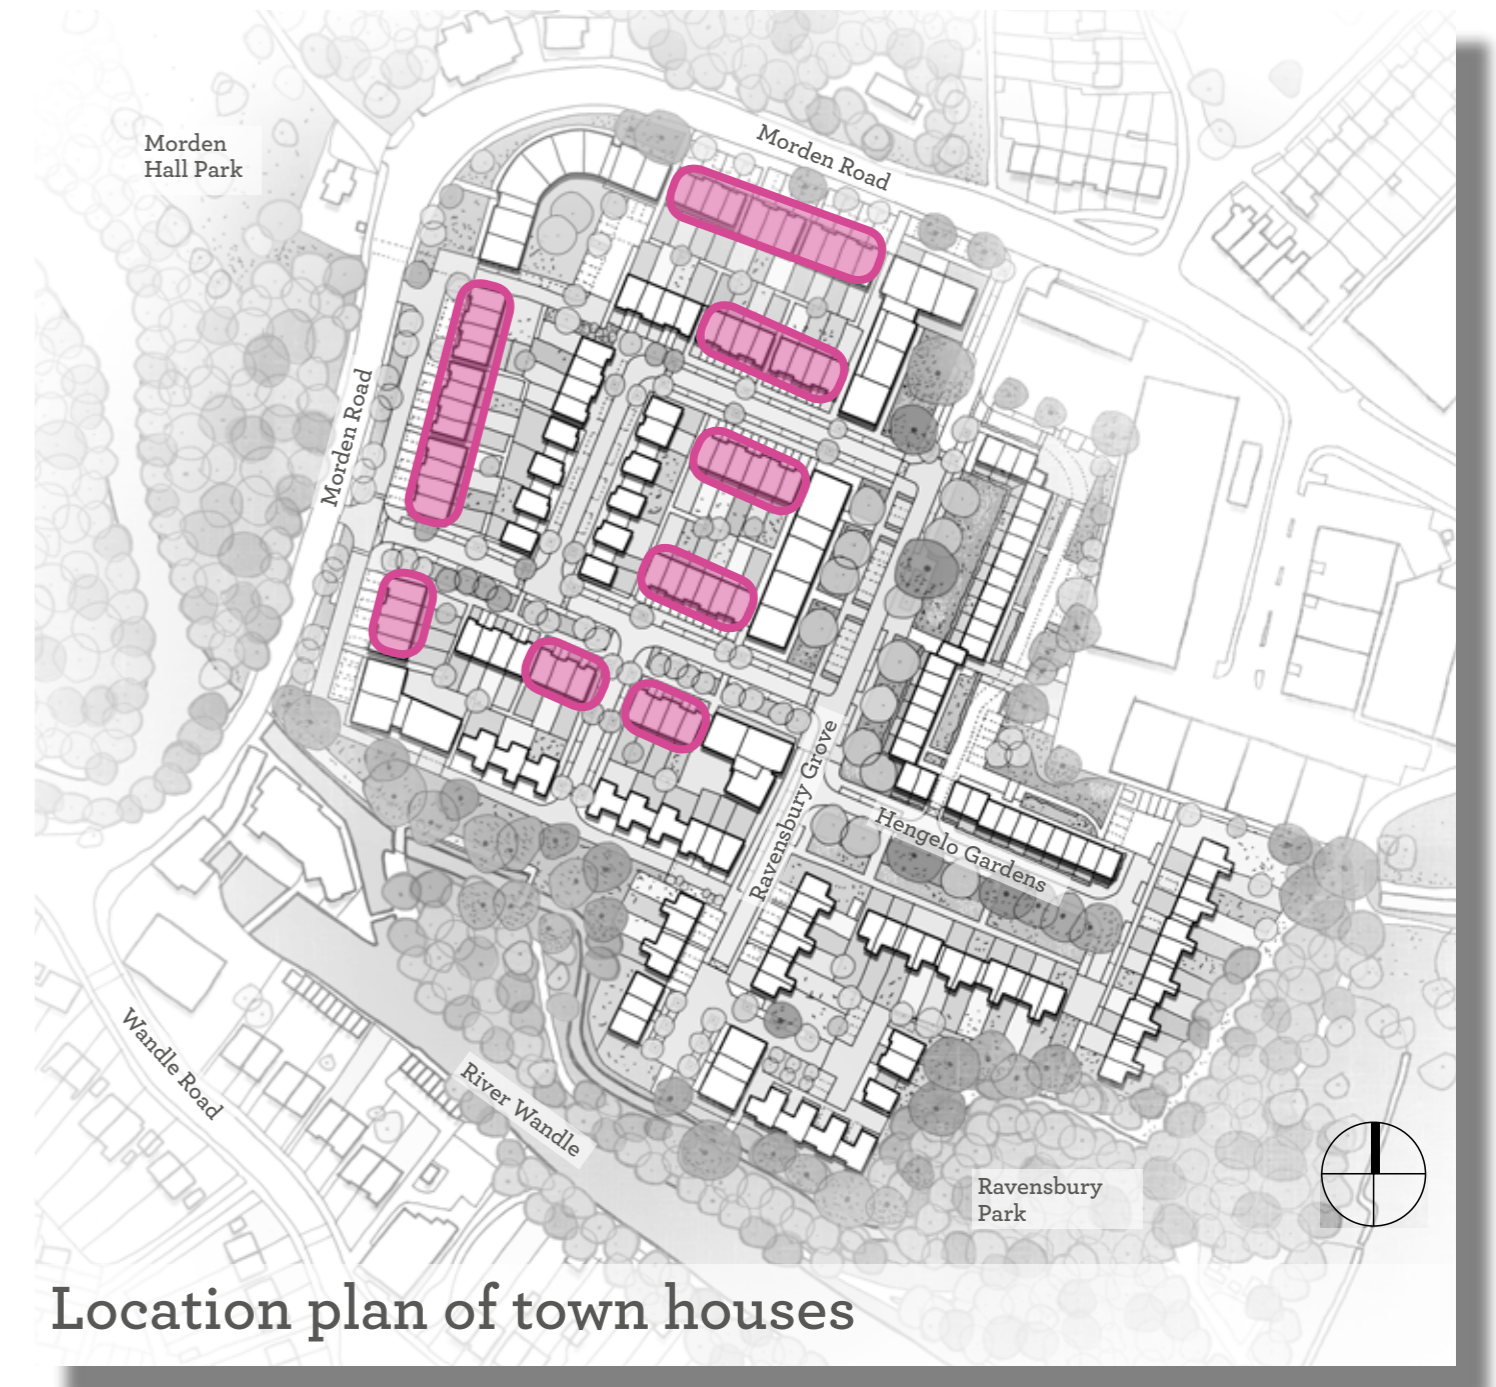 Morden
Hall Park
Morden Road
Morden Road
Ravensbury Grove
Hengelo Gardens
Wandle Road
River Wandle
Ravensbury
Park
Location plan of town houses